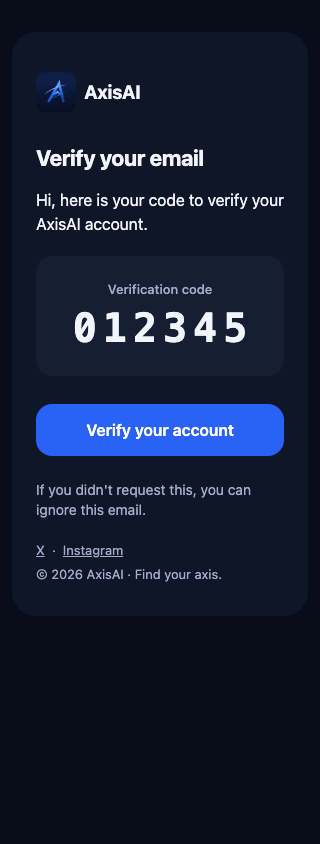 AxisAI
Verify your email
Hi, here is your code to verify your
AxisAI account.
Verification code
012345
Verify your account
If you didn't request this, you can
ignore this email.
X · Instagram
© 2026 AxisAI · Find your axis.